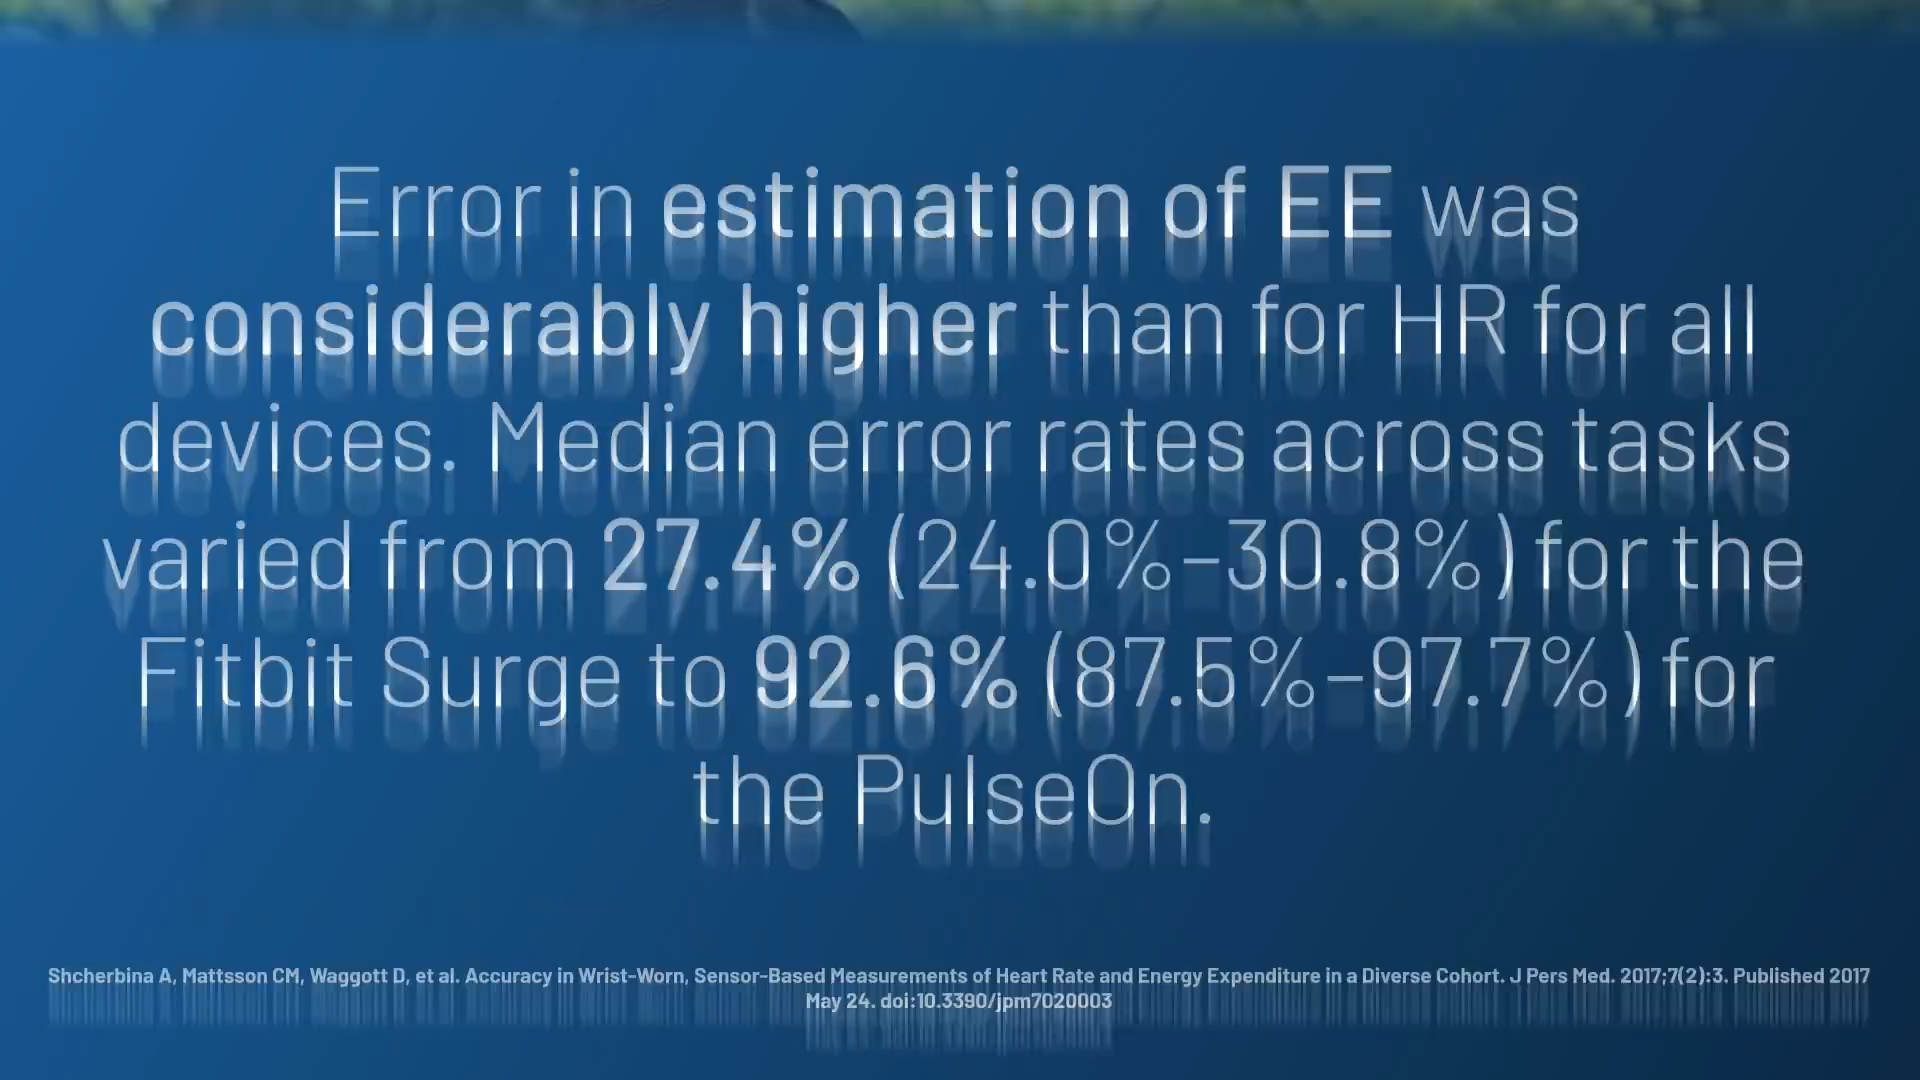 Error in estimation of EE was
considerably higher than for HR for all
devices. Median error rates across tasks
varied from 27.4% (24.0%–30.8%) for the
Fitbit Surge to 92.6% (87.5%–97.7%) for
the PulseOn.
Shcherbina A, Mattsson CM, Waggott D, et al. Accuracy in Wrist-Worn, Sensor-Based Measurements of Heart Rate and Energy Expenditure in a Diverse Cohort. J Pers Med. 2017;7(2):3. Published 2017
May 24. doi:10.3390/jpm7020003